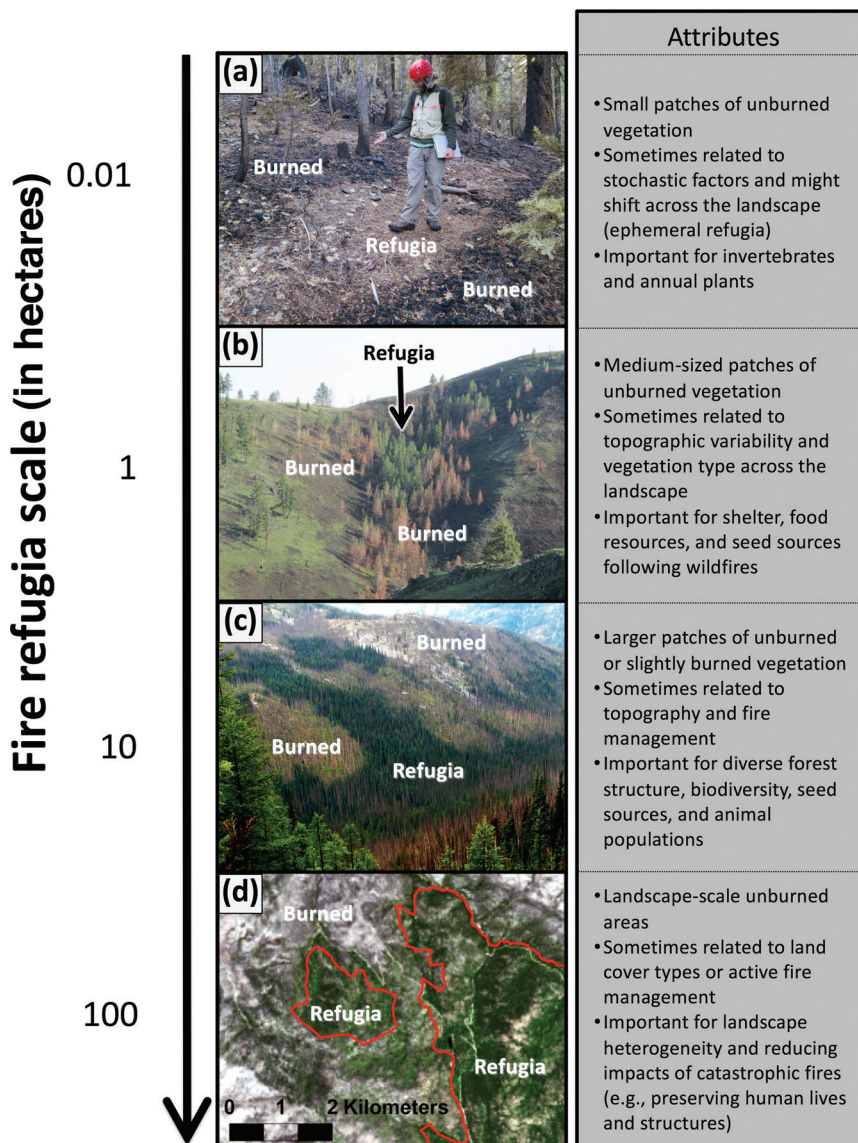 Fire refugia scale (in hectares)
0.01
1
10
100
(a)
Burned
Refugia
Burned
(b)
Refugia
Burned
Burned
(c)
Burned
Burned
Refugia
(d)
Burned
Refugia
Refugia
0 1 2 Kilometers
Attributes
•Small patches of unburned
vegetation
•Sometimes related to
stochastic factors and might
shift across the landscape
(ephemeral refugia)
•Important for invertebrates
and annual plants
•Medium-sized patches of
unburned vegetation
•Sometimes related to
topographic variability and
vegetation type across the
landscape
•Important for shelter, food
resources, and seed sources
following wildfires
•Larger patches of unburned
or slightly burned vegetation
•Sometimes related to
topography and fire
management
•Important for diverse forest
structure, biodiversity, seed
sources, and animal
populations
•Landscape-scale unburned
areas
•Sometimes related to land
cover types or active fire
management
•Important for landscape
heterogeneity and reducing
impacts of catastrophic fires
(e.g., preserving human lives
and structures)